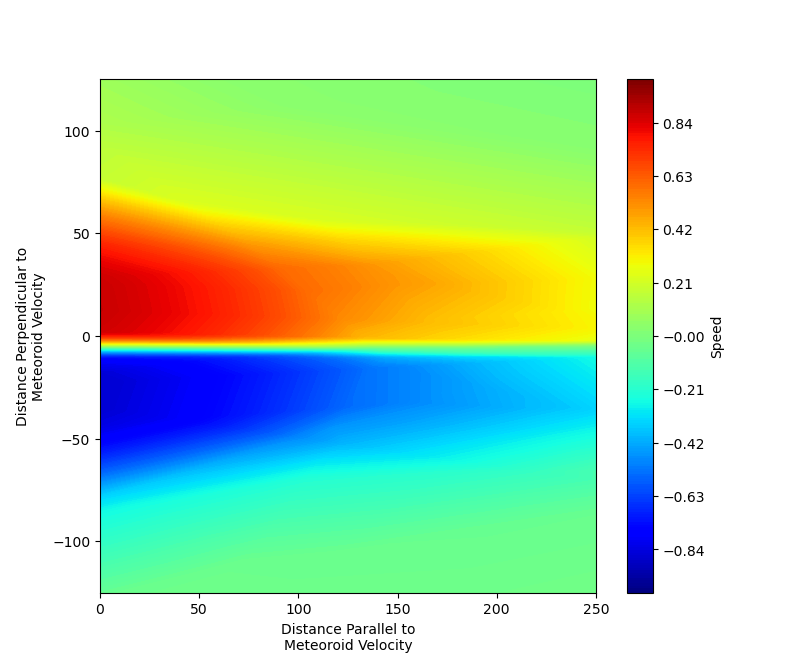 100
50
0
−50
−100
Distance Perpendicular to
Meteoroid Velocity
0 50 100 150 200 250
Distance Parallel to
Meteoroid Velocity
0.84
0.63
0.42
0.21
−0.00
−0.21
−0.42
−0.63
−0.84
Speed